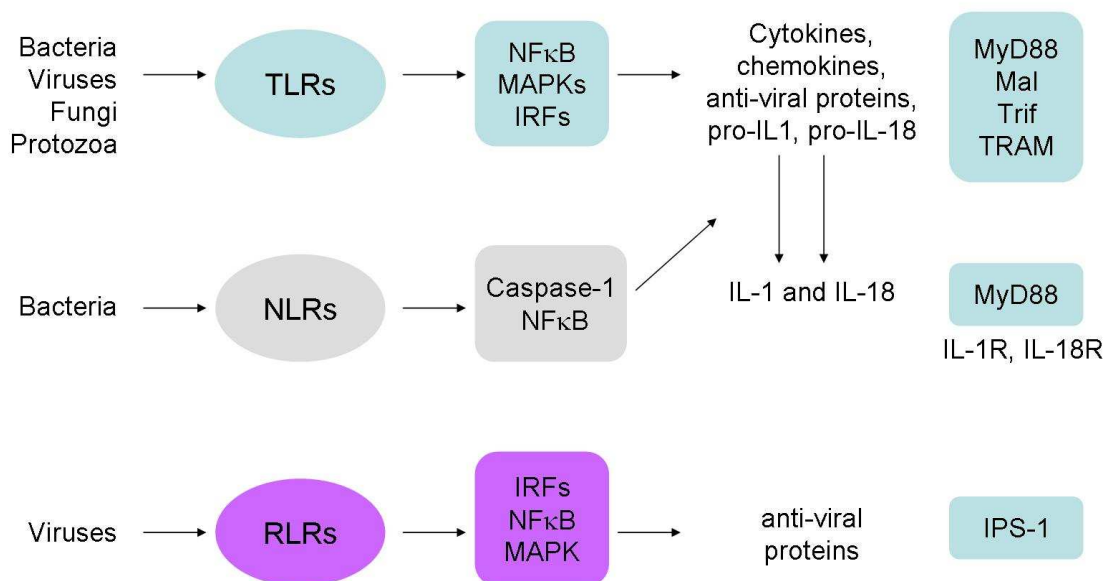 Bacteria
Viruses
Fungi
Protozoa
TLRs
NFκB
MAPKs
IRFs
Cytokines,
chemokines,
anti-viral proteins,
pro-IL1, pro-IL-18
MyD88
Mal
Trif
TRAM
Bacteria
NLRs
Caspase-1
NFκB
IL-1 and IL-18
MyD88
IL-1R, IL-18R
Viruses
RLRs
IRFs
NFκB
MAPK
anti-viral
proteins
IPS-1